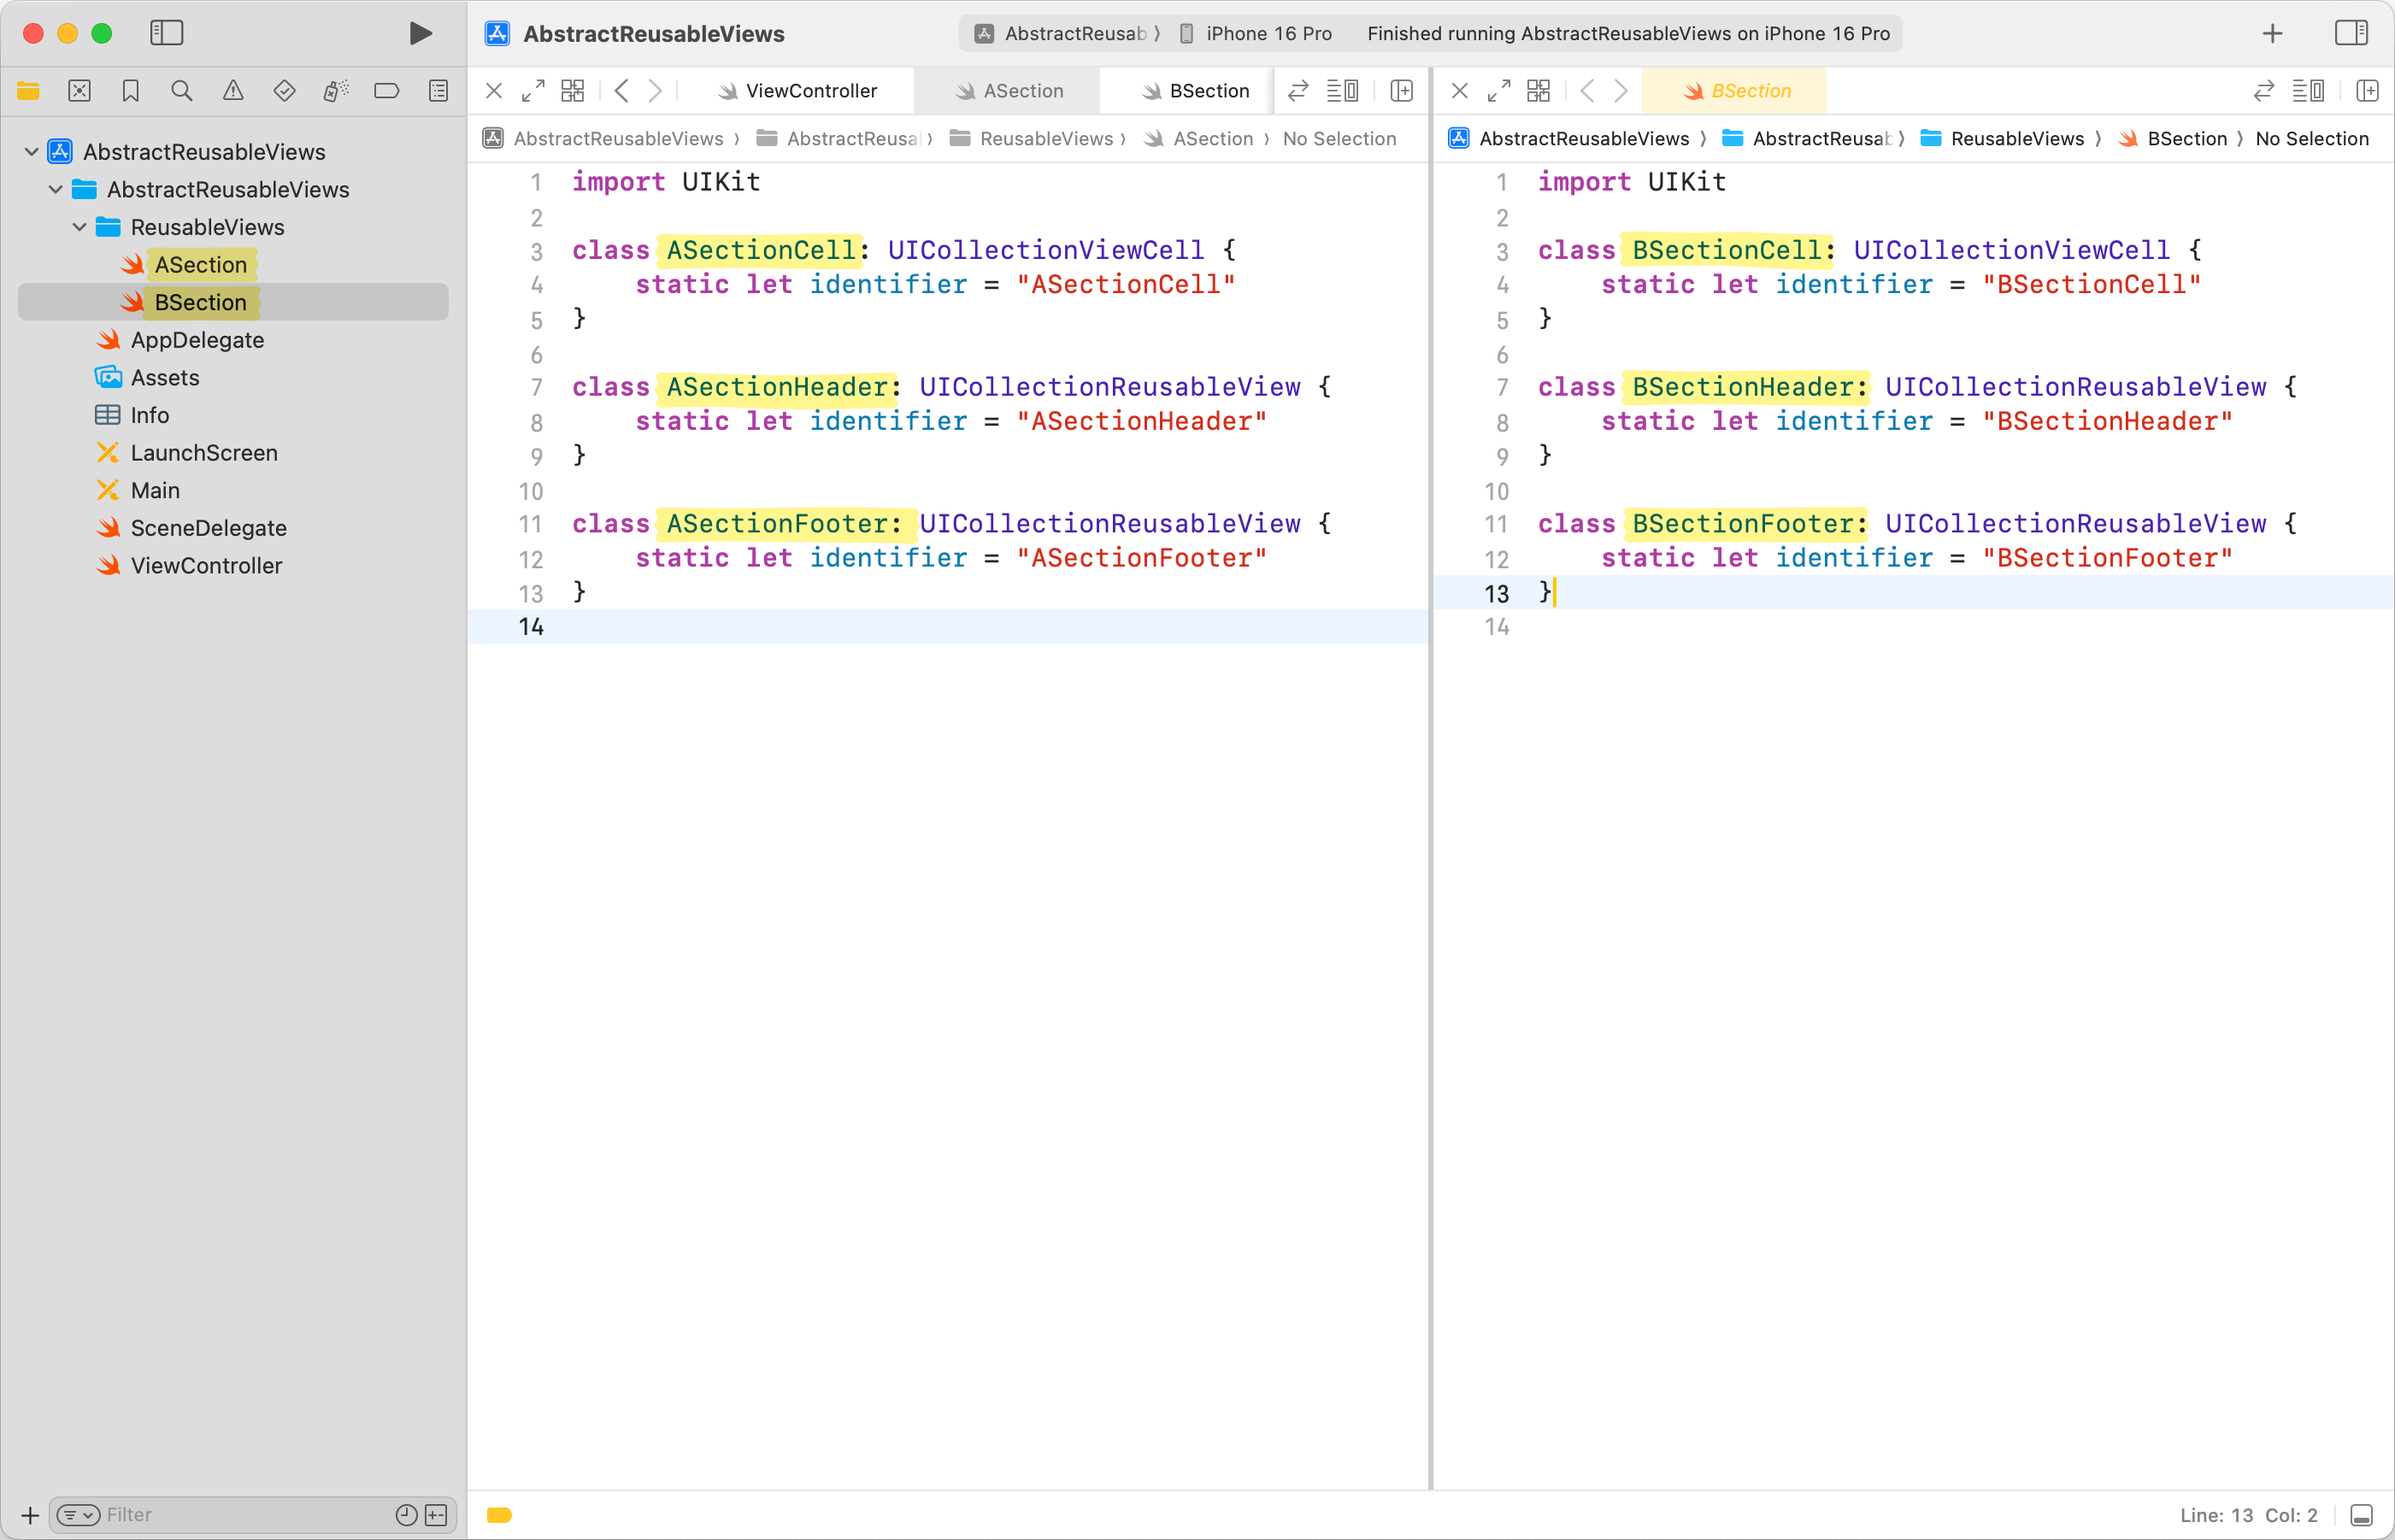 AbstractReusableViews
AbstractReusab
iPhone 16 Pro
Finished running AbstractReusableViews on iPhone 16 Pro
AbstractReusableViews
AbstractReusableViews
ReusableViews
ASection
BSection
AppDelegate
Assets
Info
LaunchScreen
Main
SceneDelegate
ViewController
Filter
ViewController
ASection
BSection
AbstractReusableViews 〉 AbstractReusa 〉 ReusableViews 〉 ASection 〉 No Selection
1 import UIKit
2
3 class ASectionCell: UICollectionViewCell {
4     static let identifier = "ASectionCell"
5 }
6
7 class ASectionHeader: UICollectionReusableView {
8     static let identifier = "ASectionHeader"
9 }
10
11 class ASectionFooter: UICollectionReusableView {
12     static let identifier = "ASectionFooter"
13 }
14
BSection
AbstractReusableViews 〉 AbstractReusab 〉 ReusableViews 〉 BSection 〉 No Selection
1 import UIKit
2
3 class BSectionCell: UICollectionViewCell {
4     static let identifier = "BSectionCell"
5 }
6
7 class BSectionHeader: UICollectionReusableView {
8     static let identifier = "BSectionHeader"
9 }
10
11 class BSectionFooter: UICollectionReusableView {
12     static let identifier = "BSectionFooter"
13 }
14
Line: 13 Col: 2